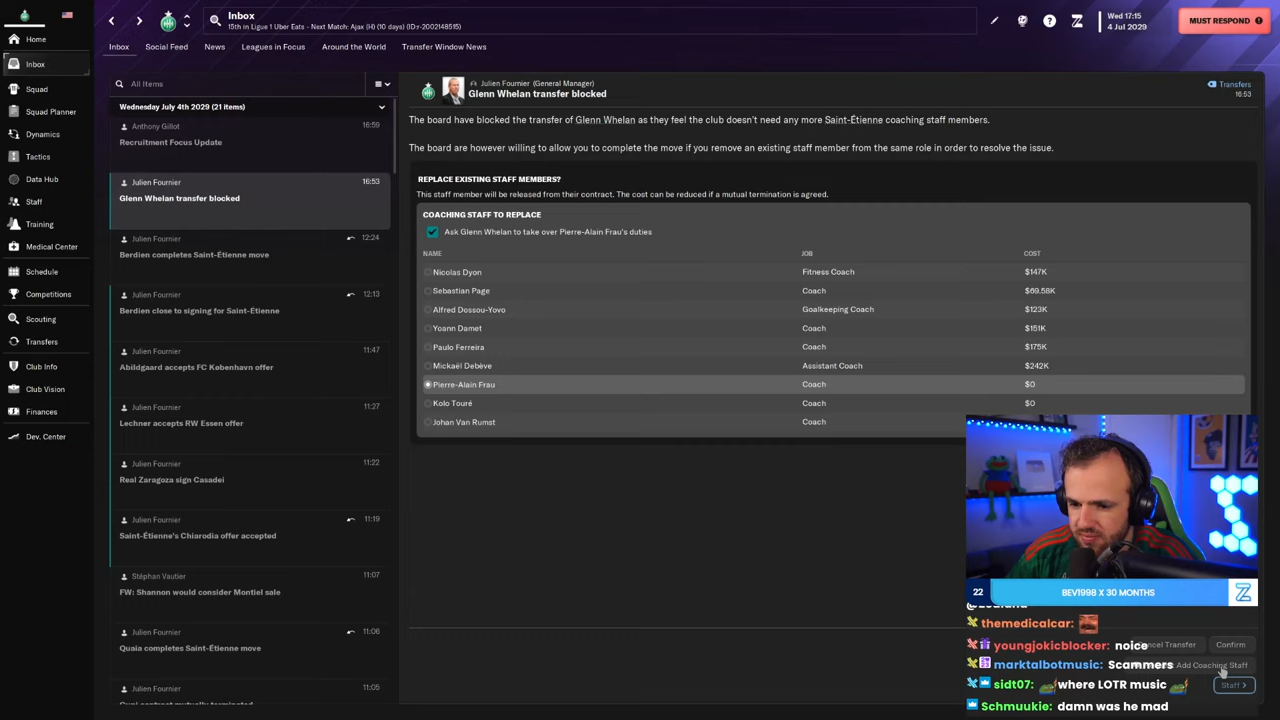 Inbox
15th in Ligue 1 Uber Eats - Next Match: Ajax (H) (10 days) (ID:r-2002148515)
Wed 17:15
4 Jul 2029
MUST RESPOND
Inbox
Social Feed
News
Leagues in Focus
Around the World
Transfer Window News
Home
Inbox
Squad
Squad Planner
Dynamics
Tactics
Data Hub
Staff
Training
Medical Center
Schedule
Competitions
Scouting
Transfers
Club Info
Club Vision
Finances
Dev. Center
All Items
Wednesday July 4th 2029 (21 items)
Anthony Gillot 16:59
Recruitment Focus Update
Julien Fournier 16:53
Glenn Whelan transfer blocked
Julien Fournier 12:24
Berdien completes Saint-Étienne move
Julien Fournier 12:13
Berdien close to signing for Saint-Étienne
Julien Fournier 11:47
Abildgaard accepts FC København offer
Julien Fournier 11:27
Lechner accepts RW Essen offer
Julien Fournier 11:22
Real Zaragoza sign Casadei
Julien Fournier 11:19
Saint-Étienne's Chiarodia offer accepted
Stéphan Vautier 11:07
FW: Shannon would consider Montiel sale
Julien Fournier 11:06
Quaia completes Saint-Étienne move
Julien Fournier 11:05
contract mutually terminated
Julien Fournier (General Manager)
Glenn Whelan transfer blocked
Transfers
16:53
The board have blocked the transfer of Glenn Whelan as they feel the club doesn't need any more Saint-Étienne coaching staff members.
The board are however willing to allow you to complete the move if you remove an existing staff member from the same role in order to resolve the issue.
REPLACE EXISTING STAFF MEMBERS?
This staff member will be released from their contract. The cost can be reduced if a mutual termination is agreed.
COACHING STAFF TO REPLACE
Ask Glenn Whelan to take over Pierre-Alain Frau's duties
NAME JOB COST
Nicolas Dyon Fitness Coach $147K
Sebastian Page Coach $69.58K
Alfred Dossou-Yovo Goalkeeping Coach $123K
Yoann Damet Coach $151K
Paulo Ferreira Coach $175K
Mickaël Debève Assistant Coach $242K
Pierre-Alain Frau Coach $0
Kolo Touré Coach $0
Johan Van Rumst Coach
22 BEV1998 X 30 MONTHS
themedicalcar:
youngjokicblocker: noice
Cancel Transfer
Confirm
marktalbotmusic: Scammers
Add Coaching Staff
sidt07: where LOTR music
Staff >
Schmuukie: damn was he mad